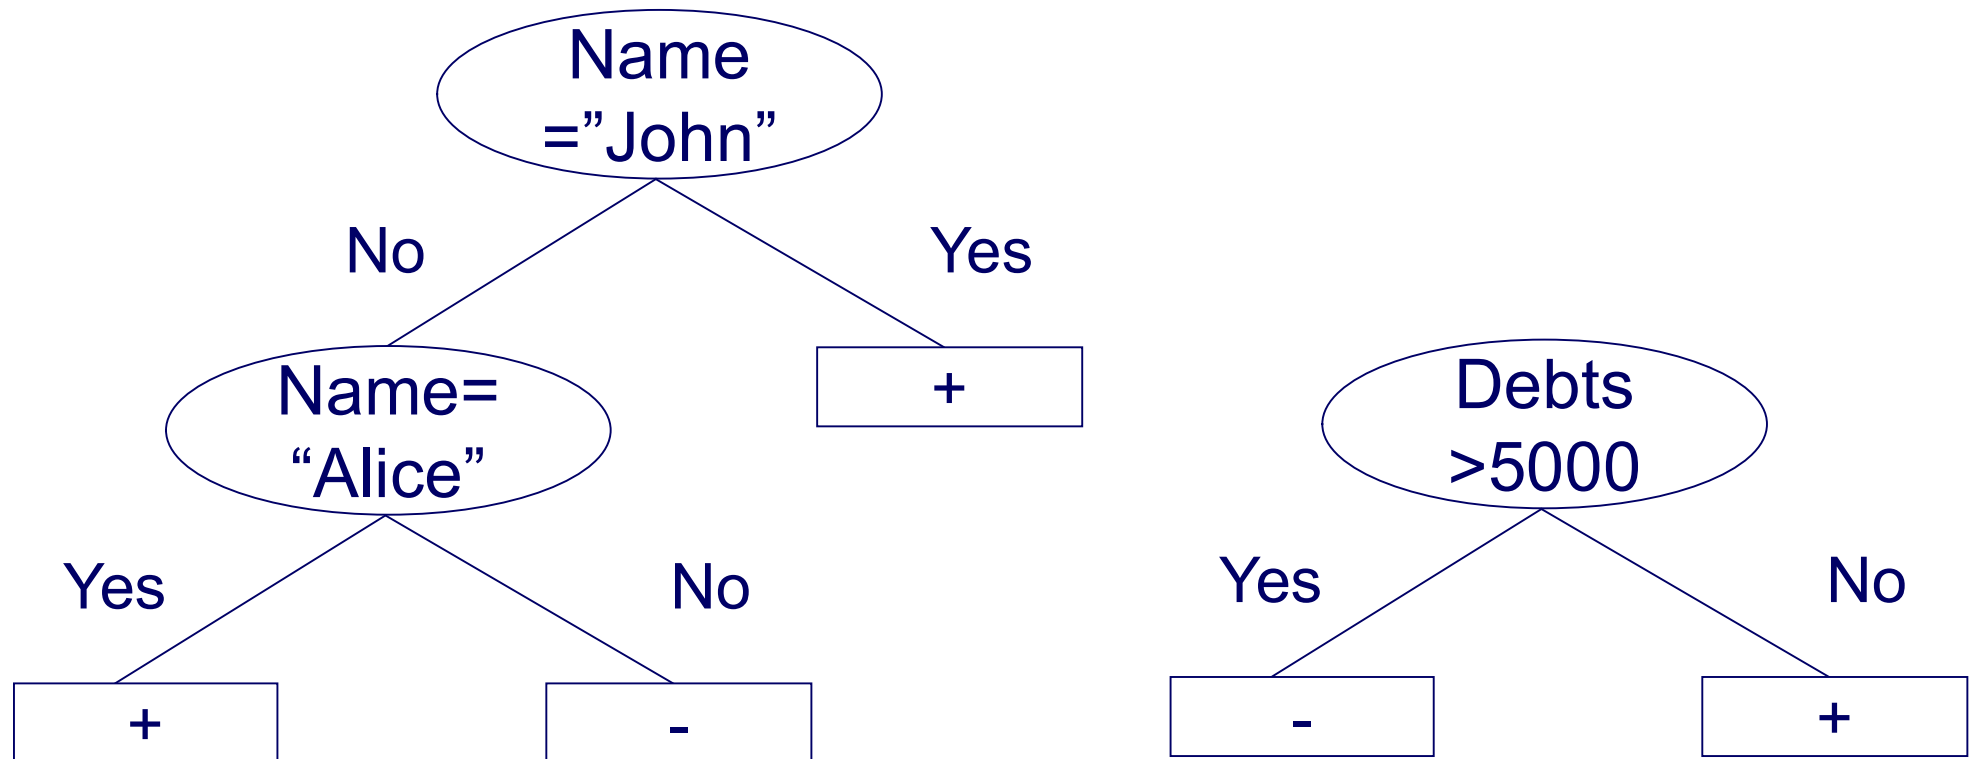 Name
=”John”
No
Yes
Name=
“Alice”
+
Yes
No
+
-
Debts
>5000
Yes
No
-
+